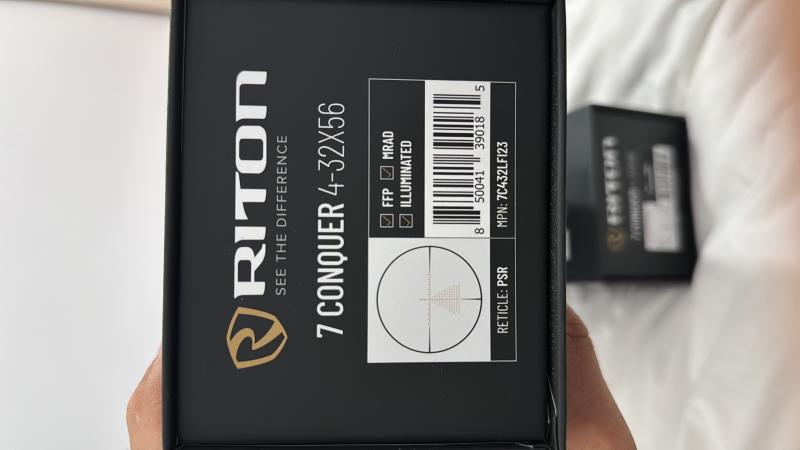 RITON
SEE THE DIFFERENCE
7 CONQUER 4-32X56
FFP MRAD
ILLUMINATED
8 50041 39018 5
RETICLE: PSR
MPN: 7C432LFI23
RITON